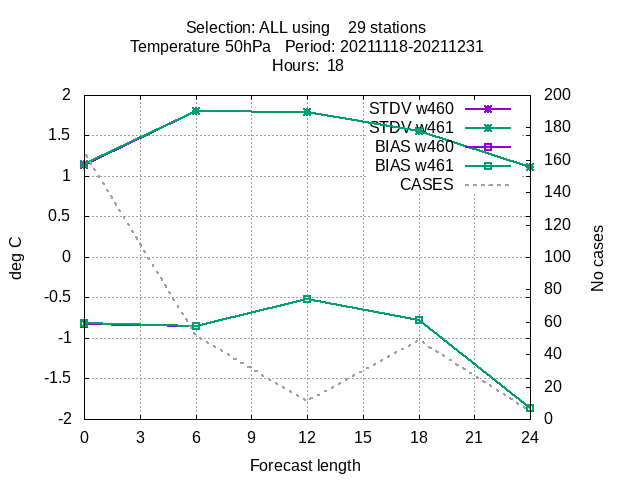 Selection: ALL using    29 stations
Temperature 50hPa   Period: 20211118-20211231
Hours:  18
2
1.5
1
0.5
0
-0.5
-1
-1.5
-2
deg C
STDV w460
STDV w461
BIAS w460
BIAS w461
CASES
200
180
160
140
120
100
80
60
40
20
0
No cases
0 3 6 9 12 15 18 21 24
Forecast length